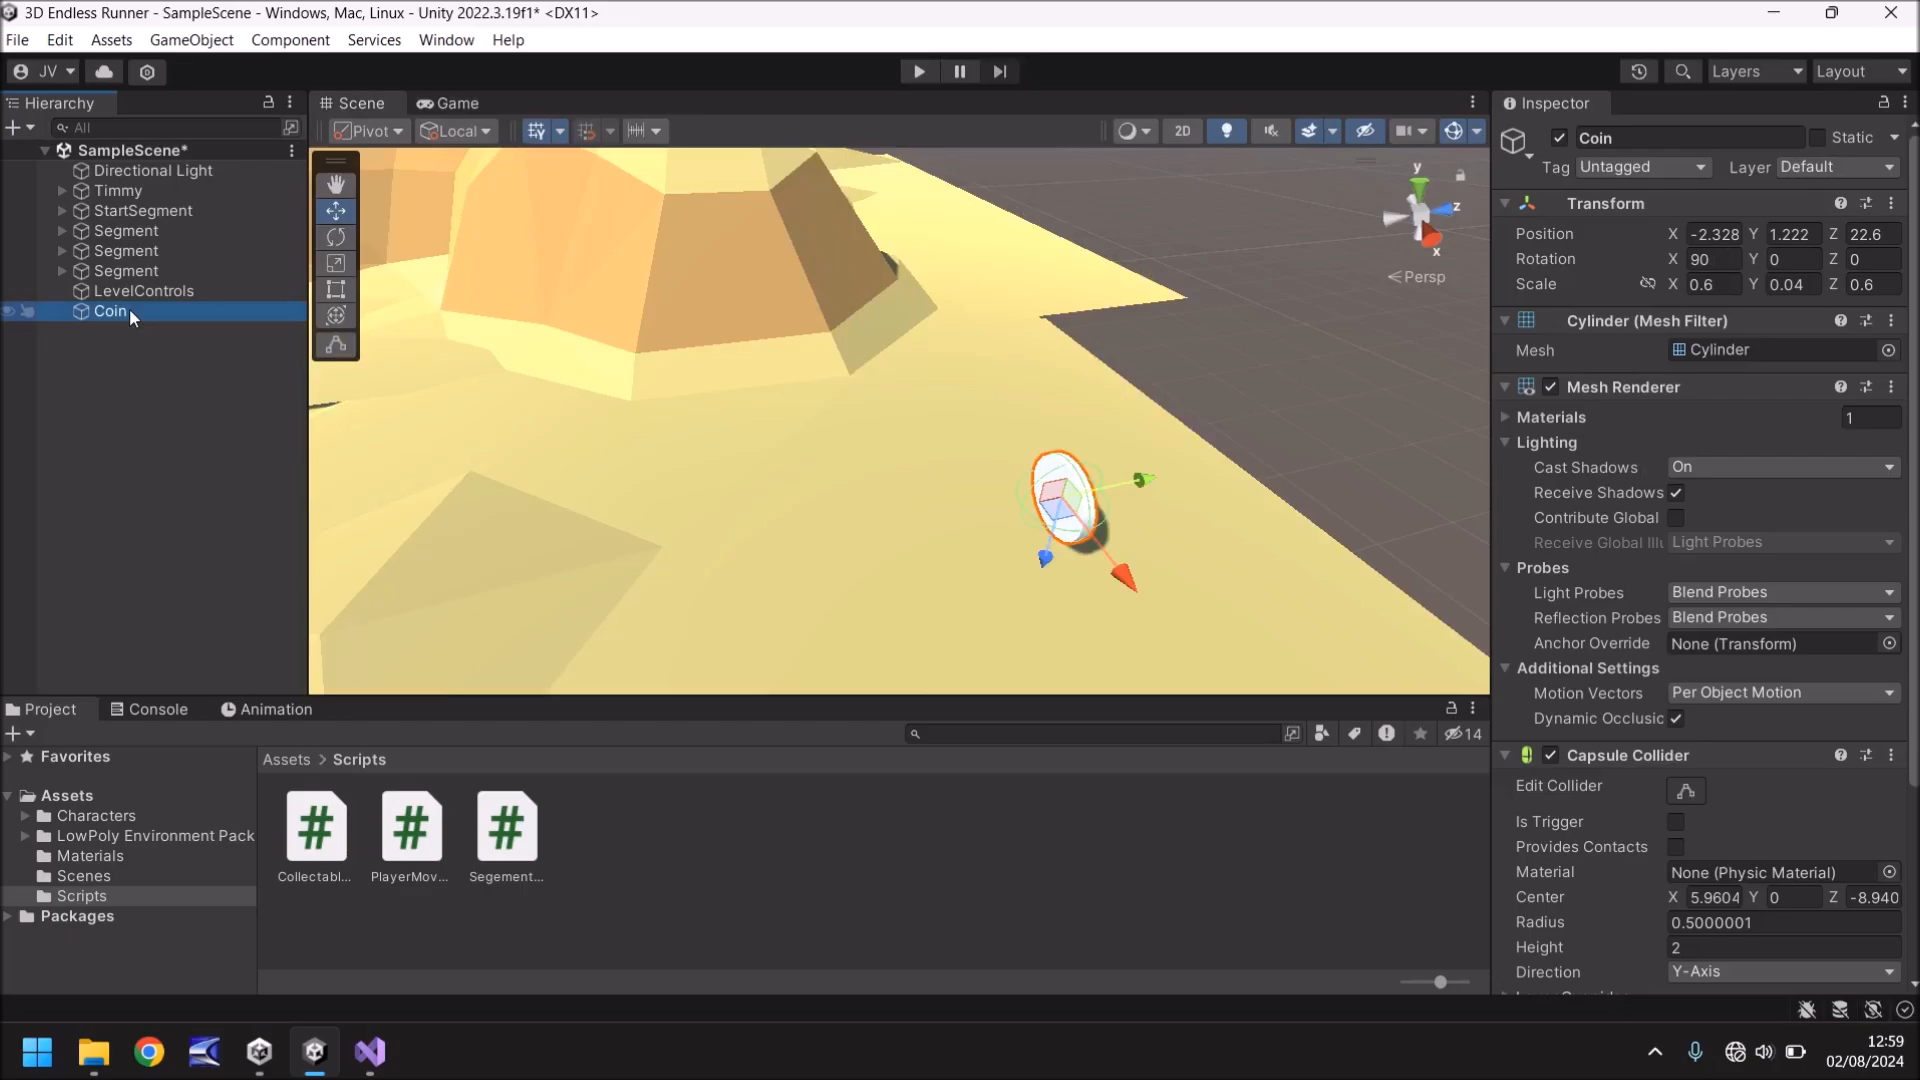 3D Endless Runner - SampleScene - Windows, Mac, Linux - Unity 2022.3.19f1* <DX11>
File Edit Assets GameObject Component Services Window Help
JV Layers Layout
Hierarchy Scene Game Inspector
All Pivot Local 2D
SampleScene*
Directional Light
Timmy
StartSegment
Segment
Segment
Segment
LevelControls
Coin
y
z
x
Persp
Coin Static
Tag Untagged Layer Default
Transform
Position X -2.328 Y 1.222 Z 22.6
Rotation X 90 Y 0 Z 0
Scale X 0.6 Y 0.04 Z 0.6
Cylinder (Mesh Filter)
Mesh Cylinder
Mesh Renderer
Materials 1
Lighting
Cast Shadows On
Receive Shadows
Contribute Global
Receive Global Illu Light Probes
Probes
Light Probes Blend Probes
Reflection Probes Blend Probes
Anchor Override None (Transform)
Additional Settings
Motion Vectors Per Object Motion
Dynamic Occlusic
Capsule Collider
Edit Collider
Is Trigger
Provides Contacts
Material None (Physic Material)
Center X 5.9604 Y 0 Z -8.940
Radius 0.5000001
Height 2
Direction Y-Axis
Project Console Animation
14
Favorites
Assets
Characters
LowPoly Environment Pack
Materials
Scenes
Scripts
Packages
Assets > Scripts
Collectabl... PlayerMov... Segement...
12:59
02/08/2024